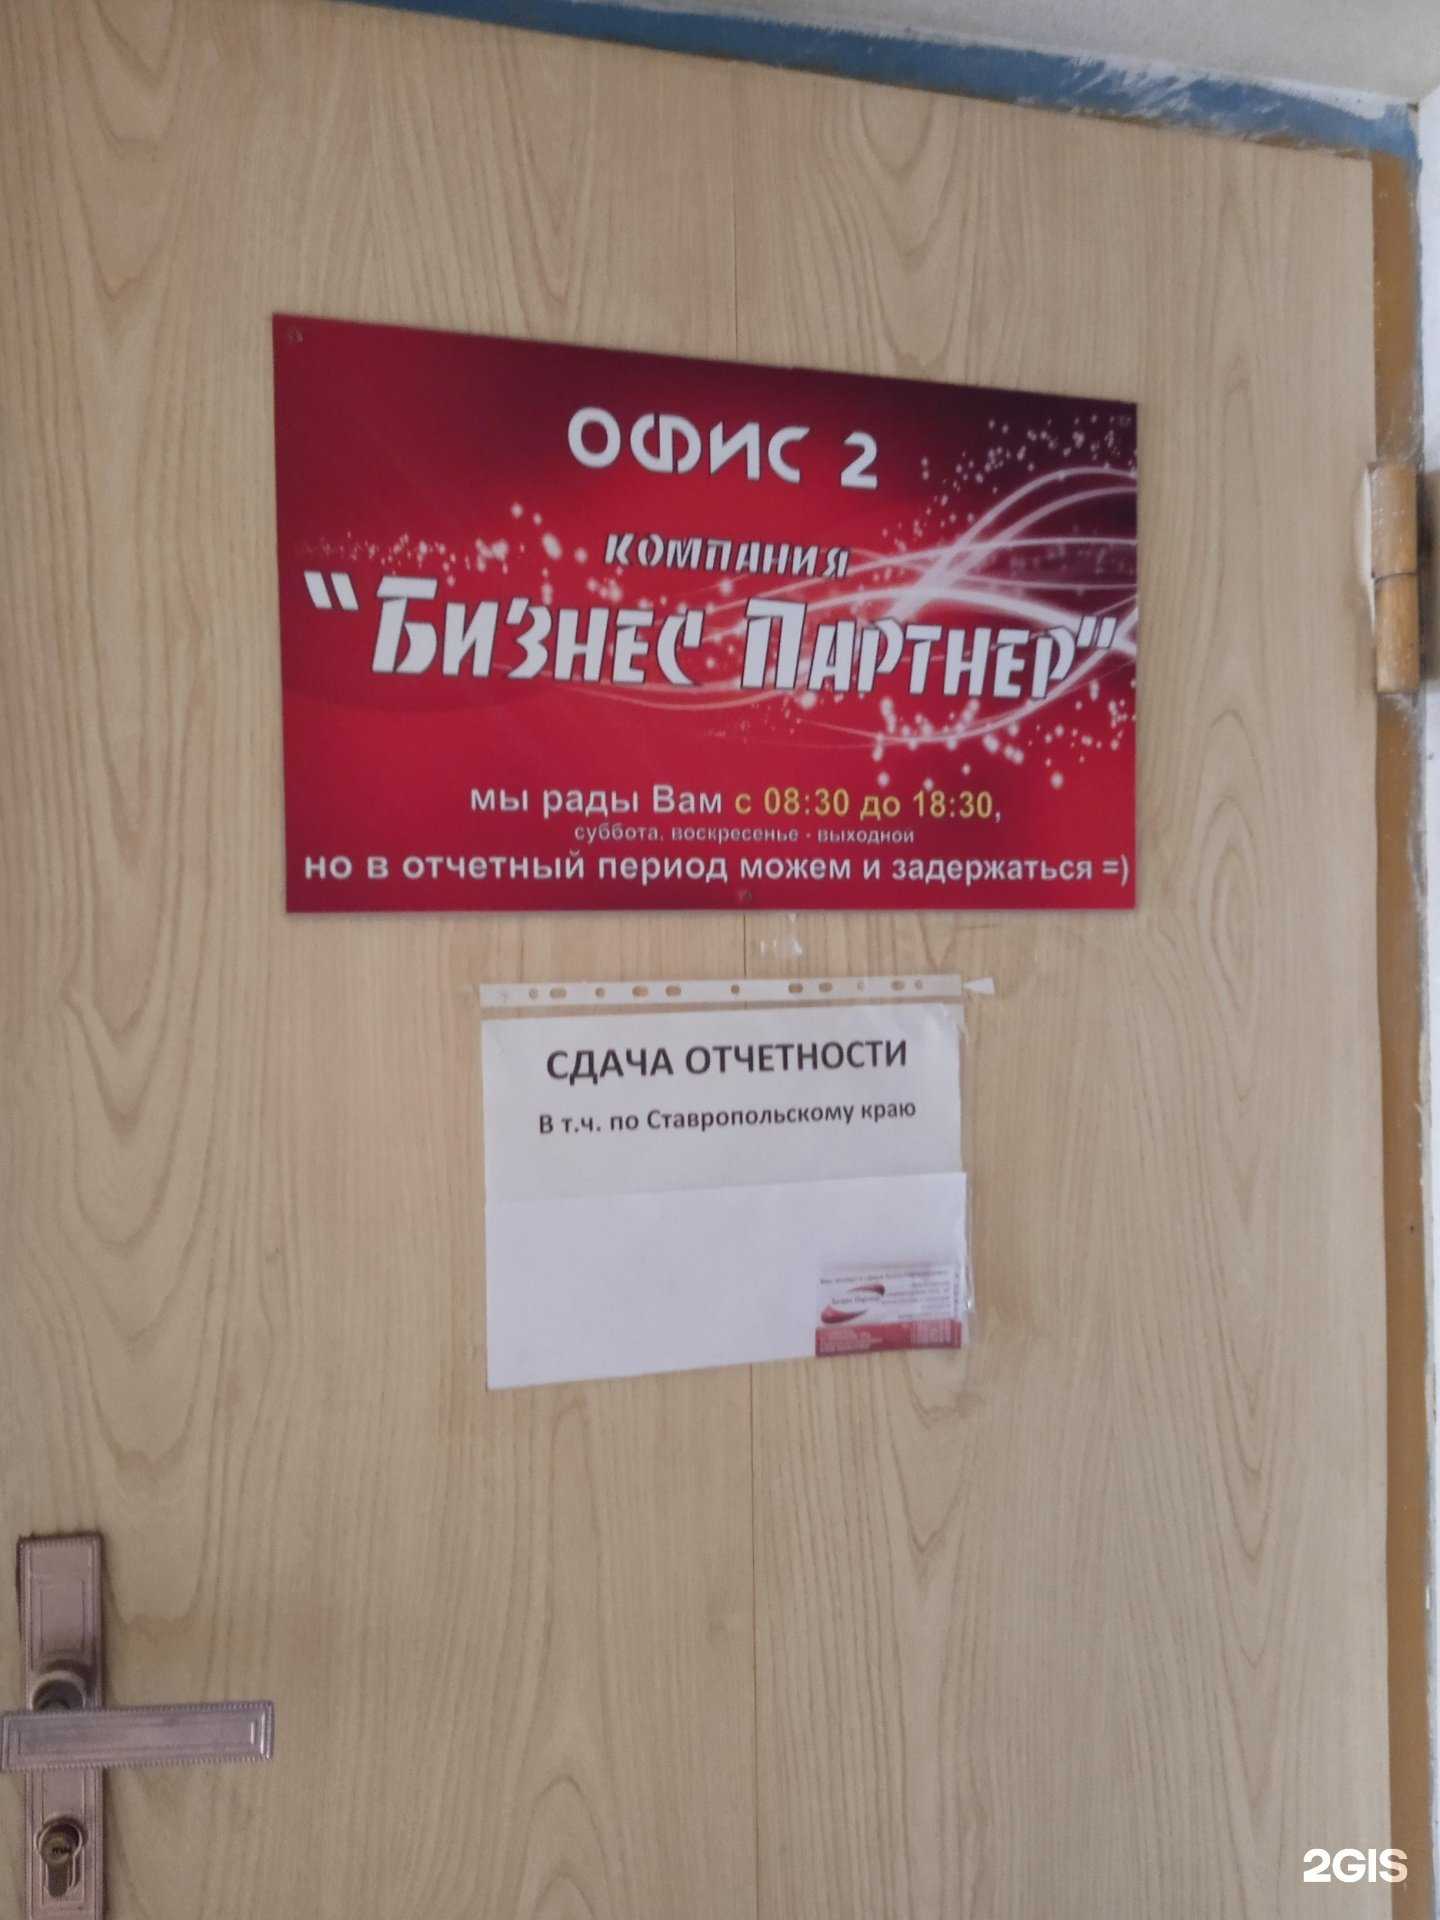 ОФИС 2
КОМПАНИЯ
"БИЗНЕС ПАРТНЕР"
мы рады Вам с 08:30 до 18:30,
суббота, воскресенье - выходной
но в отчетный период можем и задержаться =)
СДАЧА ОТЧЕТНОСТИ
В т.ч. по Ставропольскому краю
2GIS